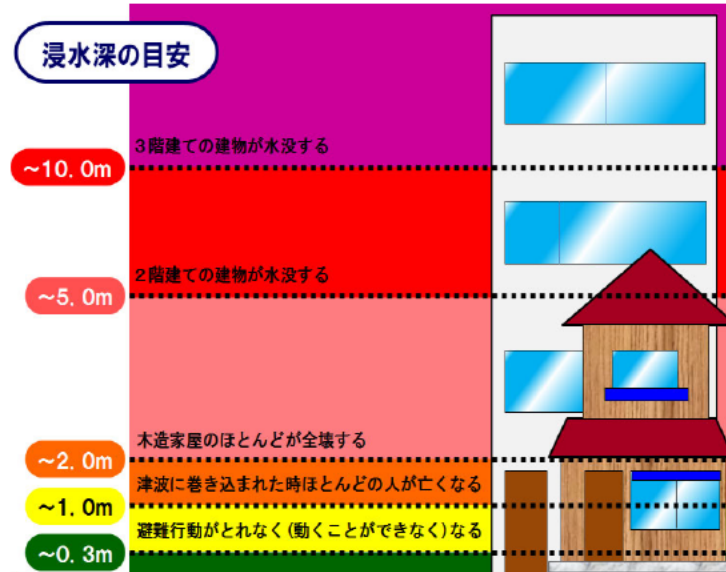 浸水深の目安
3階建ての建物が水没する
~10.0m
2階建ての建物が水没する
~5.0m
木造家屋のほとんどが全壊する
~2.0m
津波に巻き込まれた時ほとんどの人が亡くなる
~1.0m
避難行動がとれなく(動くことができなく)なる
~0.3m